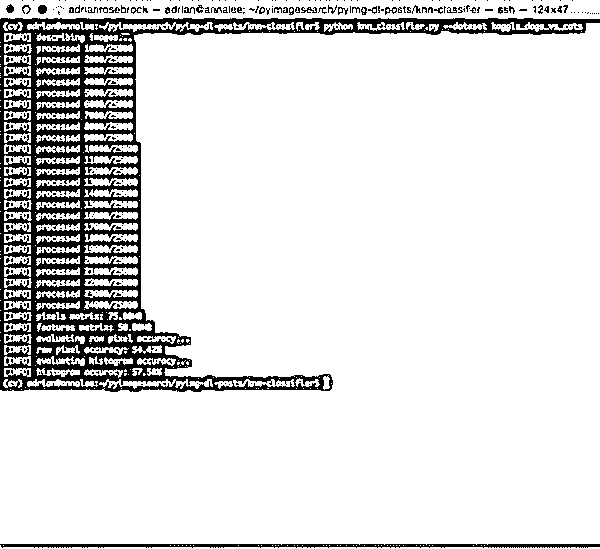 adrianrosebrock — adrian@annalee: ~/pyimagesearch/pyimg-dl-posts/knn-classifier — ssh — 124x47
(cv) adrian@annalee:~/pyimagesearch/pyimg-dl-posts/knn-classifier$ python knn_classifier.py --dataset kaggle_dogs_vs_cats
[INFO] describing images...
[INFO] processed 1000/25000
[INFO] processed 2000/25000
[INFO] processed 3000/25000
[INFO] processed 4000/25000
[INFO] processed 5000/25000
[INFO] processed 6000/25000
[INFO] processed 7000/25000
[INFO] processed 8000/25000
[INFO] processed 9000/25000
[INFO] processed 10000/25000
[INFO] processed 11000/25000
[INFO] processed 12000/25000
[INFO] processed 13000/25000
[INFO] processed 14000/25000
[INFO] processed 15000/25000
[INFO] processed 16000/25000
[INFO] processed 17000/25000
[INFO] processed 18000/25000
[INFO] processed 19000/25000
[INFO] processed 20000/25000
[INFO] processed 21000/25000
[INFO] processed 22000/25000
[INFO] processed 23000/25000
[INFO] processed 24000/25000
[INFO] pixels matrix: 75.00MB
[INFO] features matrix: 50.00MB
[INFO] evaluating raw pixel accuracy...
[INFO] raw pixel accuracy: 54.42%
[INFO] evaluating histogram accuracy...
[INFO] histogram accuracy: 57.58%
(cv) adrian@annalee:~/pyimagesearch/pyimg-dl-posts/knn-classifier$